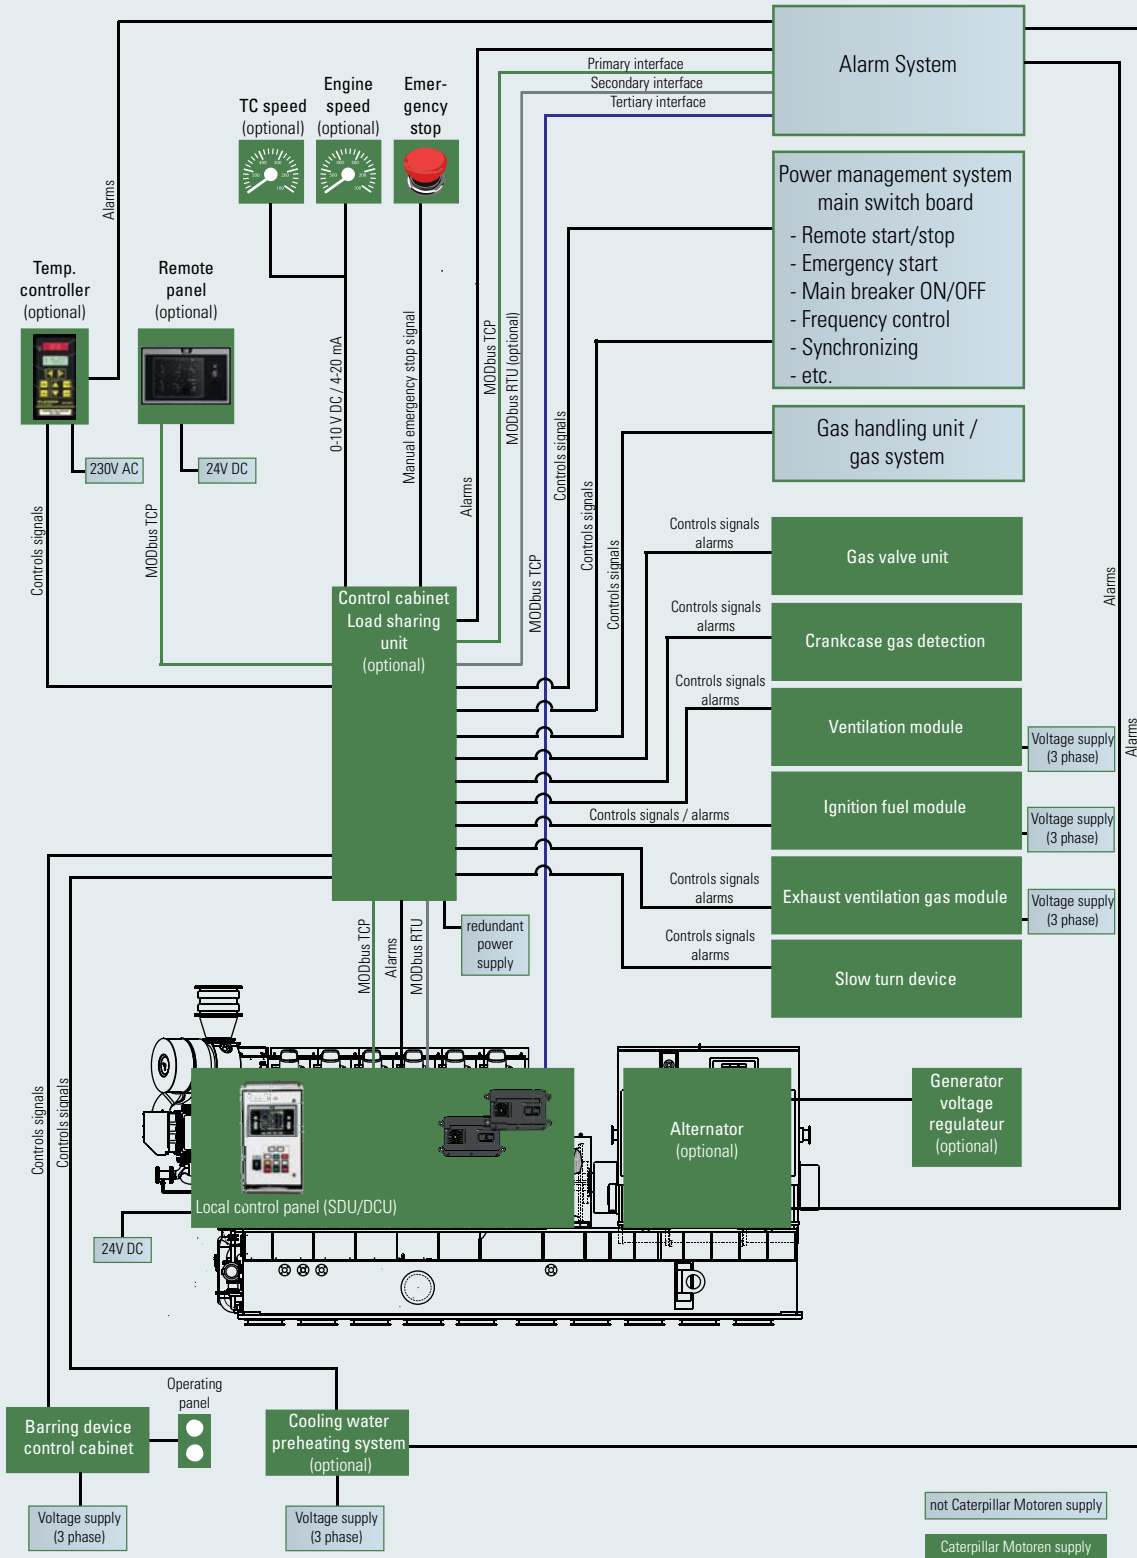 Alarm System
Primary interface
Secondary interface
Tertiary interface
TC speed
(optional)
Engine
speed
(optional)
Emer-
gency
stop
Alarms
Power management system
main switch board
- Remote start/stop
- Emergency start
- Main breaker ON/OFF
- Frequency control
- Synchronizing
- etc.
Temp.
controller
(optional)
Remote
panel
(optional)
230V AC
24V DC
0-10 V DC / 4-20 mA
Manual emergency stop signal
Alarms
MODbus TCP
MODbus RTU (optional)
MODbus TCP
Controls signals
Controls signals
Controls signals
Gas handling unit /
gas system
Controls signals
MODbus TCP
Controls signals
alarms
Gas valve unit
Control cabinet
Load sharing
unit
(optional)
Controls signals
alarms
Crankcase gas detection
Alarms
Controls signals
alarms
Ventilation module
Voltage supply
(3 phase)
Alarms
Controls signals / alarms
Ignition fuel module
Voltage supply
(3 phase)
Controls signals
alarms
Exhaust ventilation gas module
Voltage supply
(3 phase)
MODbus TCP
Alarms
MODbus RTU
redundant
power
supply
Controls signals
alarms
Slow turn device
Controls signals
Controls signals
Alternator
(optional)
Generator
voltage
regulateur
(optional)
Local control panel (SDU/DCU)
24V DC
Operating
panel
Barring device
control cabinet
Cooling water
preheating system
(optional)
Voltage supply
(3 phase)
Voltage supply
(3 phase)
not Caterpillar Motoren supply
Caterpillar Motoren supply